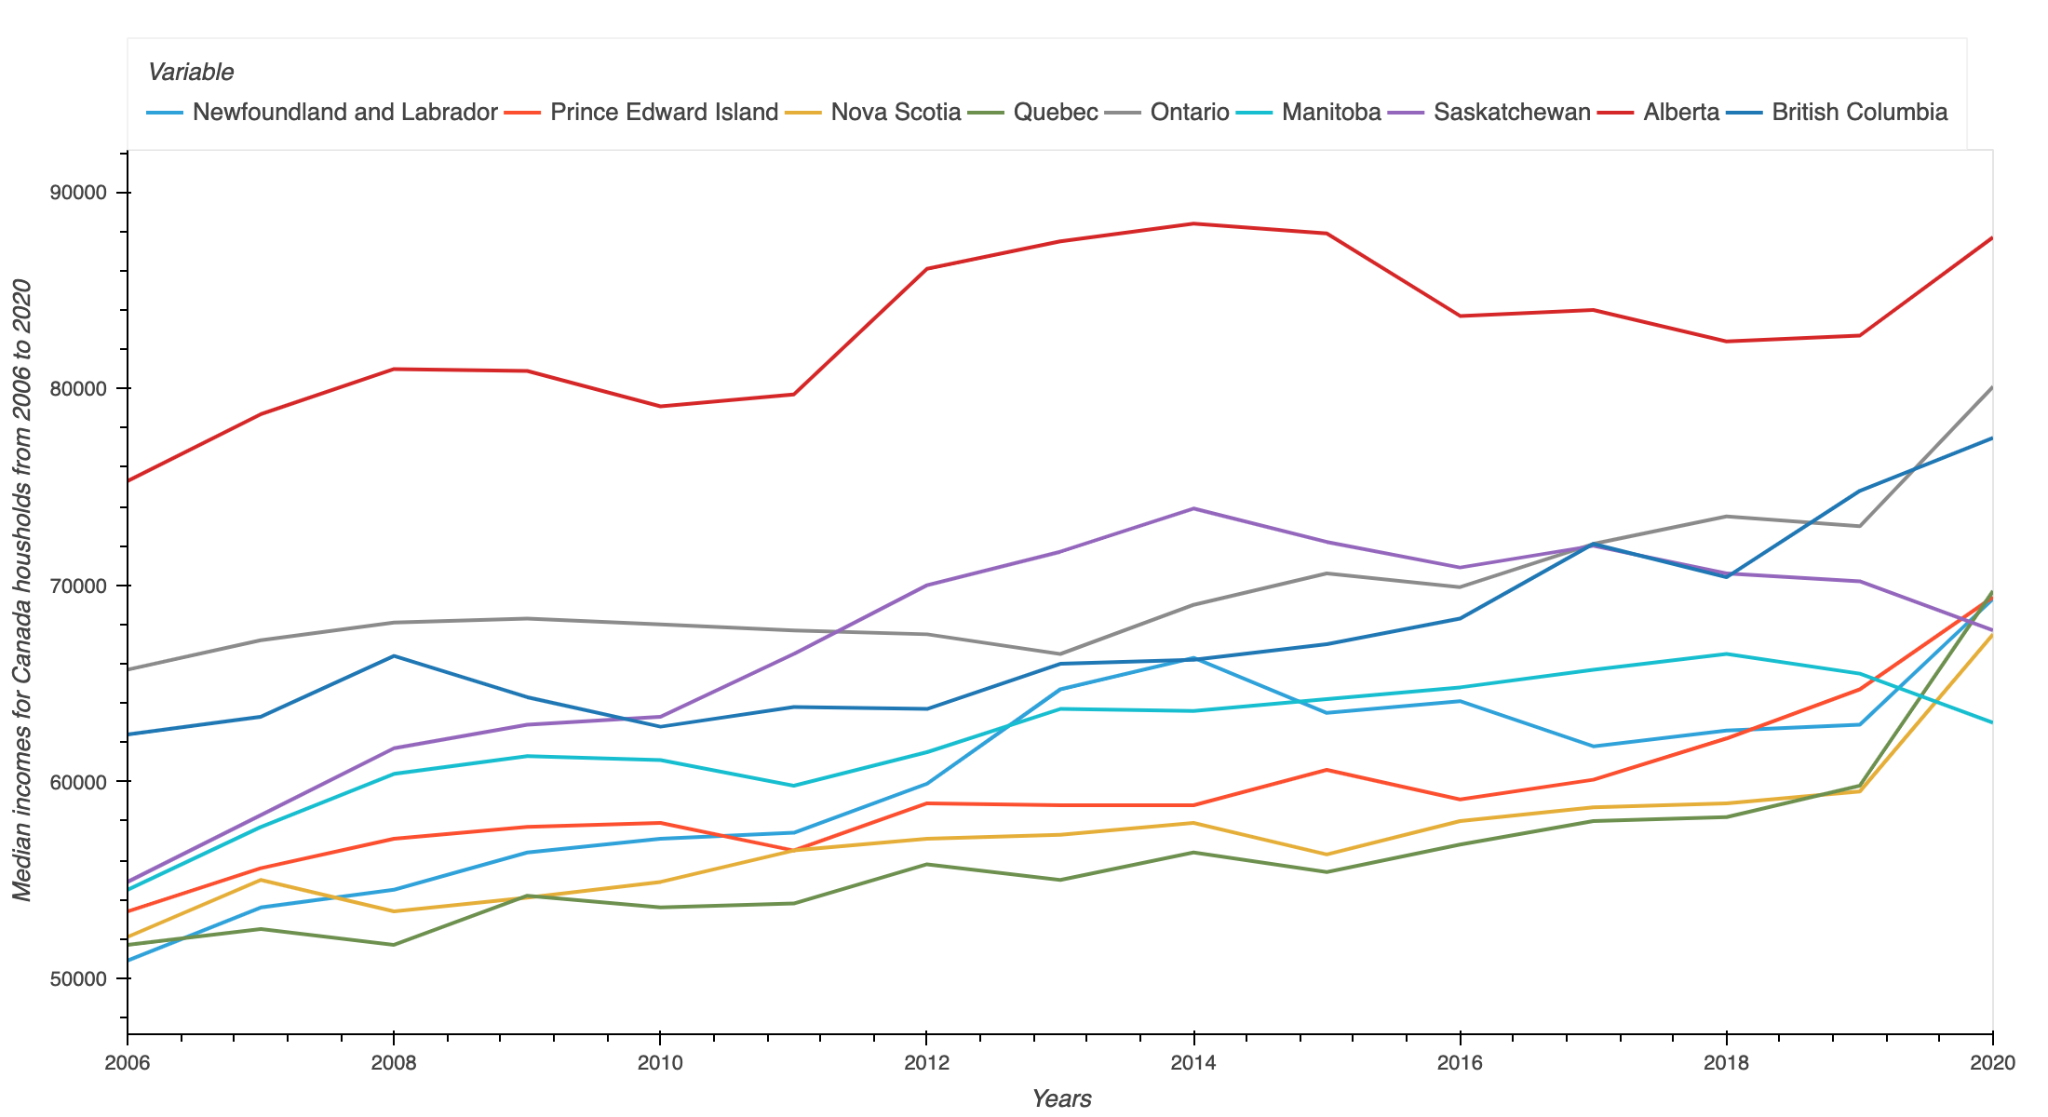 Variable
Newfoundland and Labrador Prince Edward Island Nova Scotia Quebec Ontario Manitoba Saskatchewan Alberta British Columbia
90000
80000
70000
60000
50000
Median incomes for Canada housholds from 2006 to 2020
2006 2008 2010 2012 2014 2016 2018 2020
Years